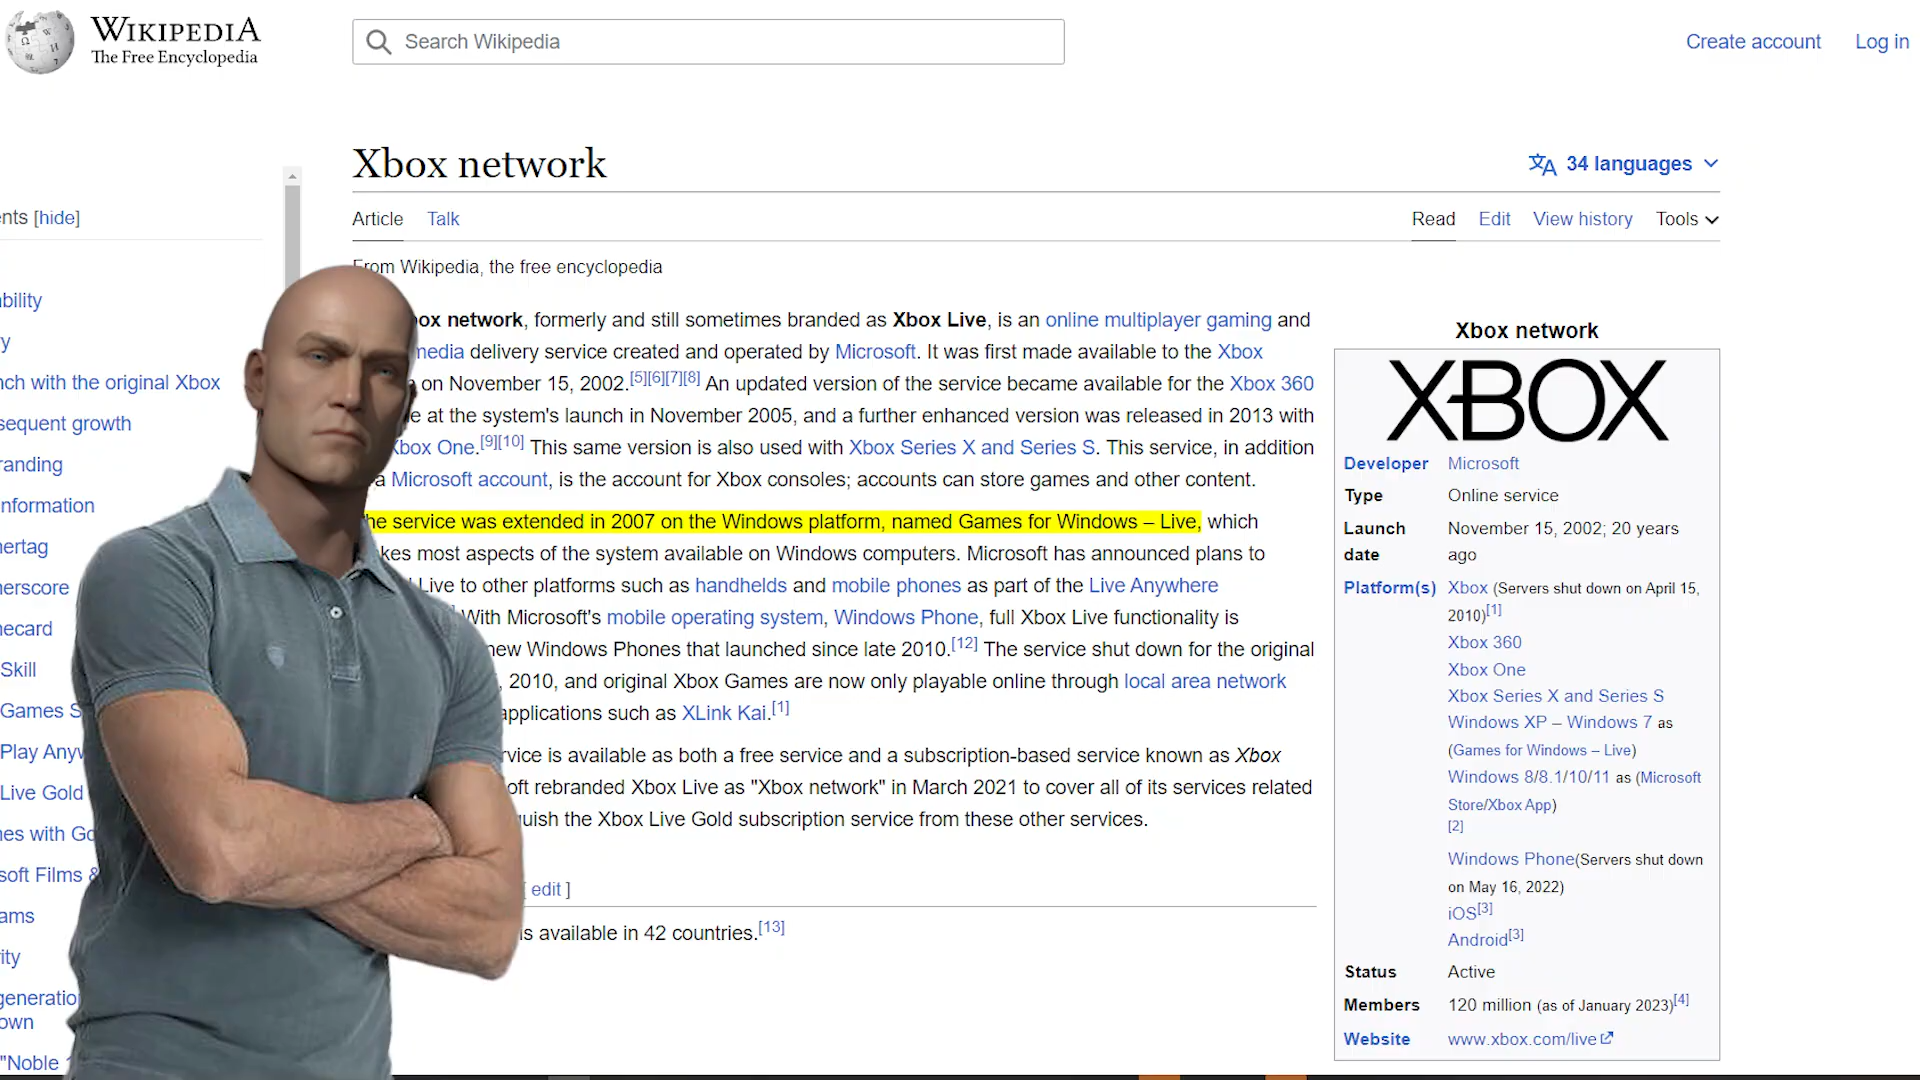 WIKIPEDIA
The Free Encyclopedia
Search Wikipedia
Create account
Log in
Xbox network
34 languages
nts [hide]
Article
Talk
Read
Edit
View history
Tools
From Wikipedia, the free encyclopedia
bility
y
nch with the original Xbox
sequent growth
randing
nformation
ertag
erscore
ecard
Skill
Games S
Play Anyw
Live Gold
es with Go
soft Films &
ams
rity
generation
own
"Noble 1
box network, formerly and still sometimes branded as Xbox Live, is an online multiplayer gaming and
media delivery service created and operated by Microsoft. It was first made available to the Xbox
on November 15, 2002.[5][6][7][8] An updated version of the service became available for the Xbox 360
e at the system's launch in November 2005, and a further enhanced version was released in 2013 with
Xbox One.[9][10] This same version is also used with Xbox Series X and Series S. This service, in addition
a Microsoft account, is the account for Xbox consoles; accounts can store games and other content.
he service was extended in 2007 on the Windows platform, named Games for Windows – Live, which
kes most aspects of the system available on Windows computers. Microsoft has announced plans to
Live to other platforms such as handhelds and mobile phones as part of the Live Anywhere
With Microsoft's mobile operating system, Windows Phone, full Xbox Live functionality is
new Windows Phones that launched since late 2010.[12] The service shut down for the original
, 2010, and original Xbox Games are now only playable online through local area network
applications such as XLink Kai.[1]
rvice is available as both a free service and a subscription-based service known as Xbox
oft rebranded Xbox Live as "Xbox network" in March 2021 to cover all of its services related
uish the Xbox Live Gold subscription service from these other services.
[ edit ]
s available in 42 countries.[13]
Xbox network
XBOX
Developer Microsoft
Type Online service
Launch November 15, 2002; 20 years
date ago
Platform(s) Xbox (Servers shut down on April 15,
2010)[1]
Xbox 360
Xbox One
Xbox Series X and Series S
Windows XP – Windows 7 as
(Games for Windows – Live)
Windows 8/8.1/10/11 as (Microsoft
Store/Xbox App)
[2]
Windows Phone(Servers shut down
on May 16, 2022)
iOS[3]
Android[3]
Status Active
Members 120 million (as of January 2023)[4]
Website www.xbox.com/live